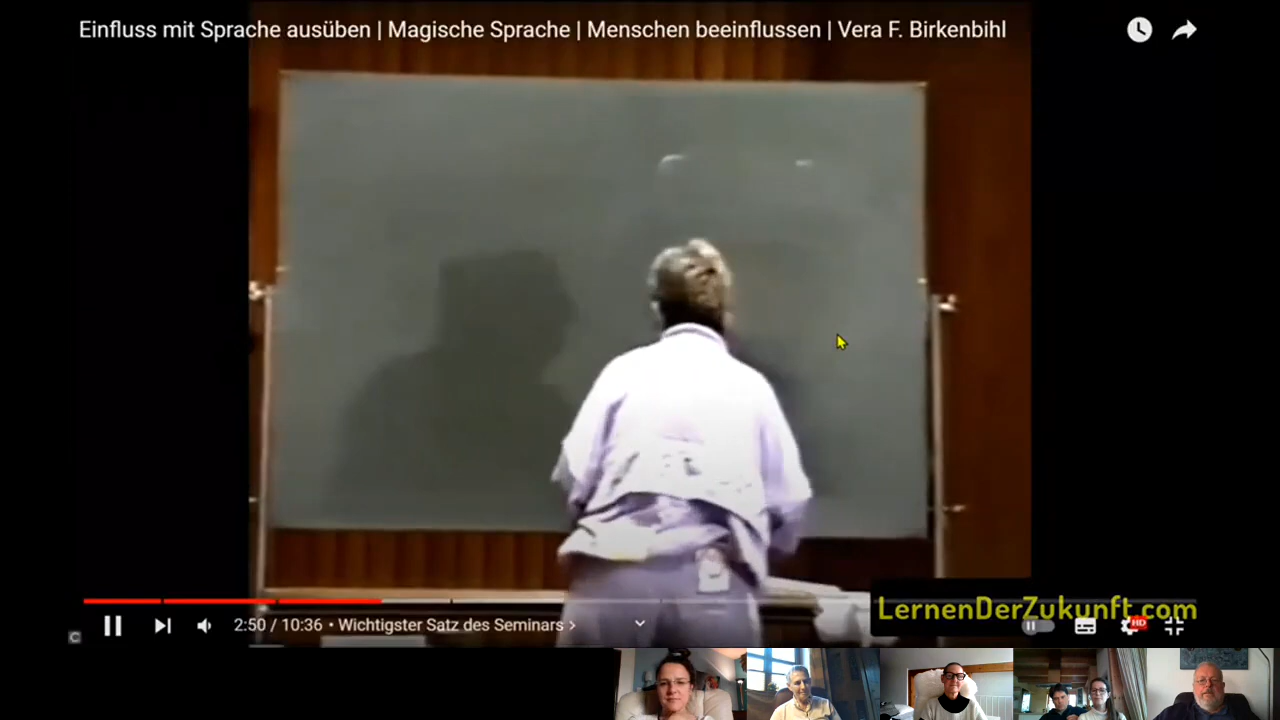 Einfluss mit Sprache ausüben | Magische Sprache | Menschen beeinflussen | Vera F. Birkenbihl
LernenDerZukunft.com
2:50 / 10:36 • Wichtigster Satz des Seminars
HD
C